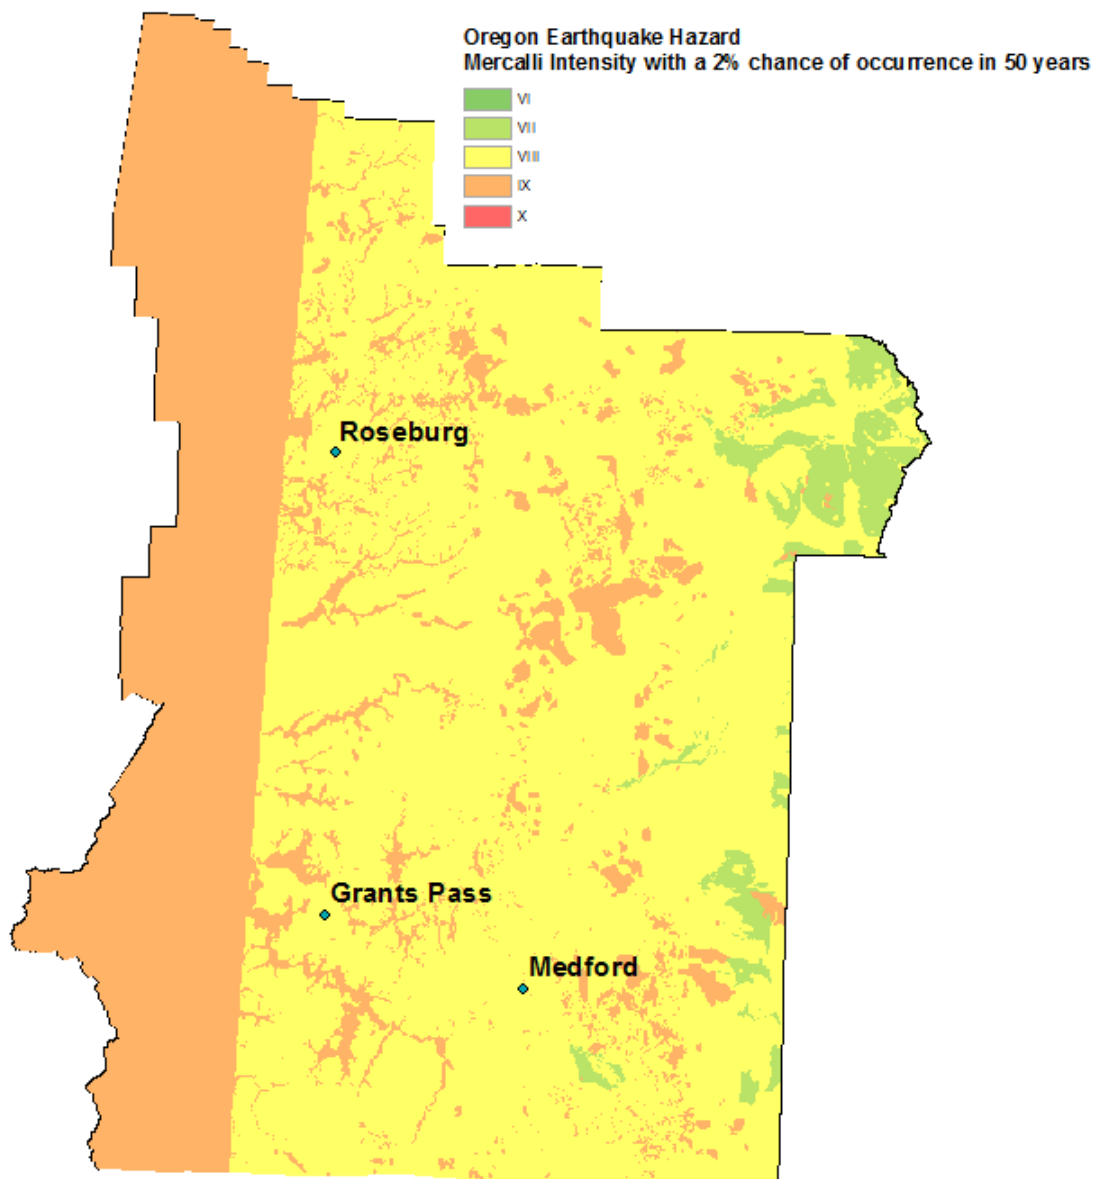 Oregon Earthquake Hazard
Mercalli Intensity with a 2% chance of occurrence in 50 years
VI
VII
VIII
IX
X
Roseburg
Grants Pass
Medford